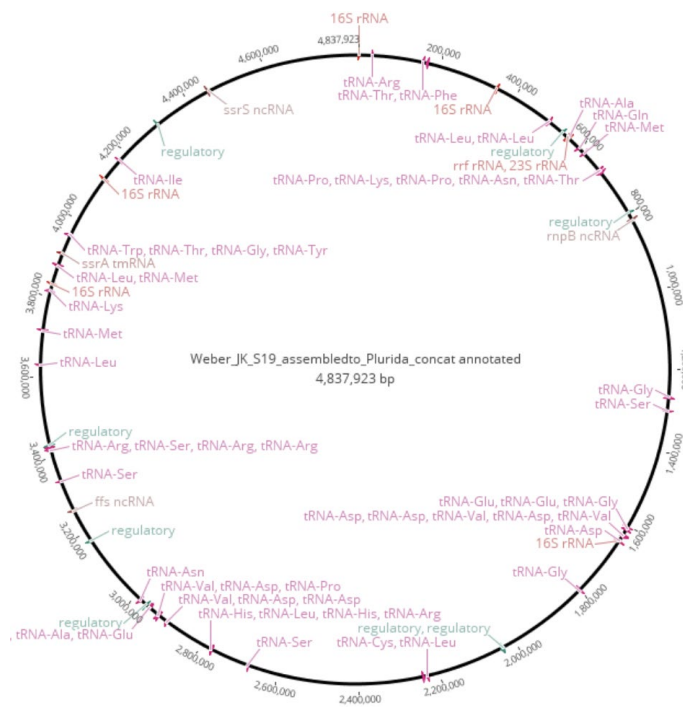 16S rRNA
4,837,923
tRNA-Arg
tRNA-Thr, tRNA-Phe
200,000
16S rRNA
400,000
tRNA-Leu, tRNA-Leu
regulatory
tRNA-Ala
tRNA-Gln
tRNA-Met
600,000
rrf rRNA, 23S rRNA
tRNA-Pro, tRNA-Lys, tRNA-Pro, tRNA-Asn, tRNA-Thr
800,000
regulatory
rnpB ncRNA
1,000,000
tRNA-Gly
tRNA-Ser
1,400,000
tRNA-Glu, tRNA-Glu, tRNA-Gly
tRNA-Asp, tRNA-Asp, tRNA-Val, tRNA-Asp, tRNA-Val
tRNA-Asp
1,600,000
16S rRNA
tRNA-Gly
1,800,000
regulatory, regulatory
2,000,000
tRNA-Cys, tRNA-Leu
2,200,000
2,400,000
tRNA-Ser
2,600,000
tRNA-His, tRNA-Leu, tRNA-His, tRNA-Arg
2,800,000
tRNA-Val, tRNA-Asp, tRNA-Asp
tRNA-Val, tRNA-Asp, tRNA-Pro
tRNA-Asn
3,000,000
regulatory
, tRNA-Ala, tRNA-Glu
regulatory
3,200,000
ffs ncRNA
tRNA-Ser
3,400,000
tRNA-Arg, tRNA-Ser, tRNA-Arg, tRNA-Arg
regulatory
3,600,000
tRNA-Leu
tRNA-Met
tRNA-Lys
3,800,000
16S rRNA
tRNA-Leu, tRNA-Met
ssrA tmRNA
tRNA-Trp, tRNA-Thr, tRNA-Gly, tRNA-Tyr
4,000,000
16S rRNA
tRNA-Ile
4,200,000
regulatory
4,400,000
ssrS ncRNA
4,600,000
Weber_JK_S19_assembledto_Plurida_concat annotated
4,837,923 bp